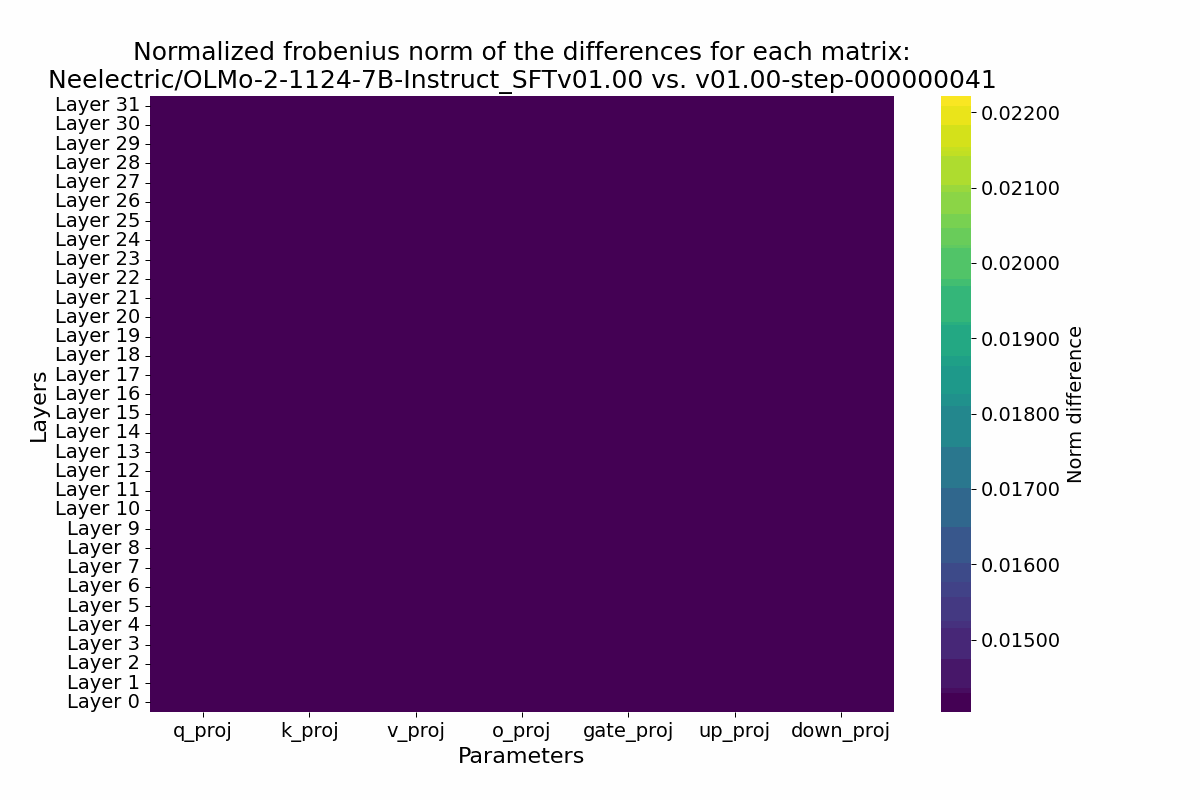 Normalized frobenius norm of the differences for each matrix:
Neelectric/OLMo-2-1124-7B-Instruct_SFTv01.00 vs. v01.00-step-000000041
Layers
Layer 31
Layer 30
Layer 29
Layer 28
Layer 27
Layer 26
Layer 25
Layer 24
Layer 23
Layer 22
Layer 21
Layer 20
Layer 19
Layer 18
Layer 17
Layer 16
Layer 15
Layer 14
Layer 13
Layer 12
Layer 11
Layer 10
Layer 9
Layer 8
Layer 7
Layer 6
Layer 5
Layer 4
Layer 3
Layer 2
Layer 1
Layer 0
q_proj k_proj v_proj o_proj gate_proj up_proj down_proj
Parameters
0.02200
0.02100
0.02000
0.01900
0.01800
0.01700
0.01600
0.01500
Norm difference